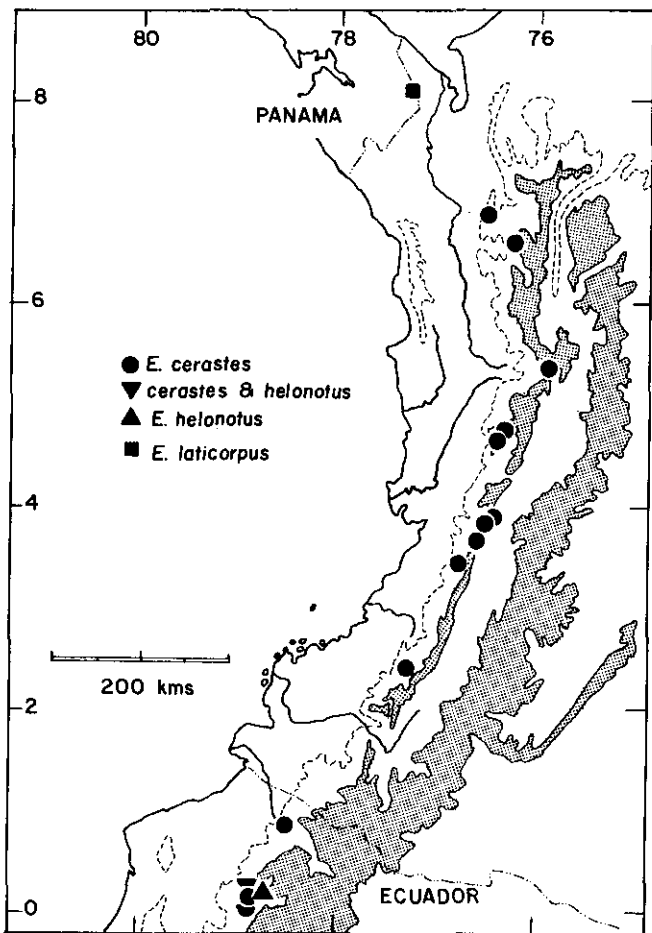 80 78 76
8
PANAMA
6
E. cerastes
cerastes & helonotus
E. helonotus
E. laticorpus
4
200 kms
2
ECUADOR
0